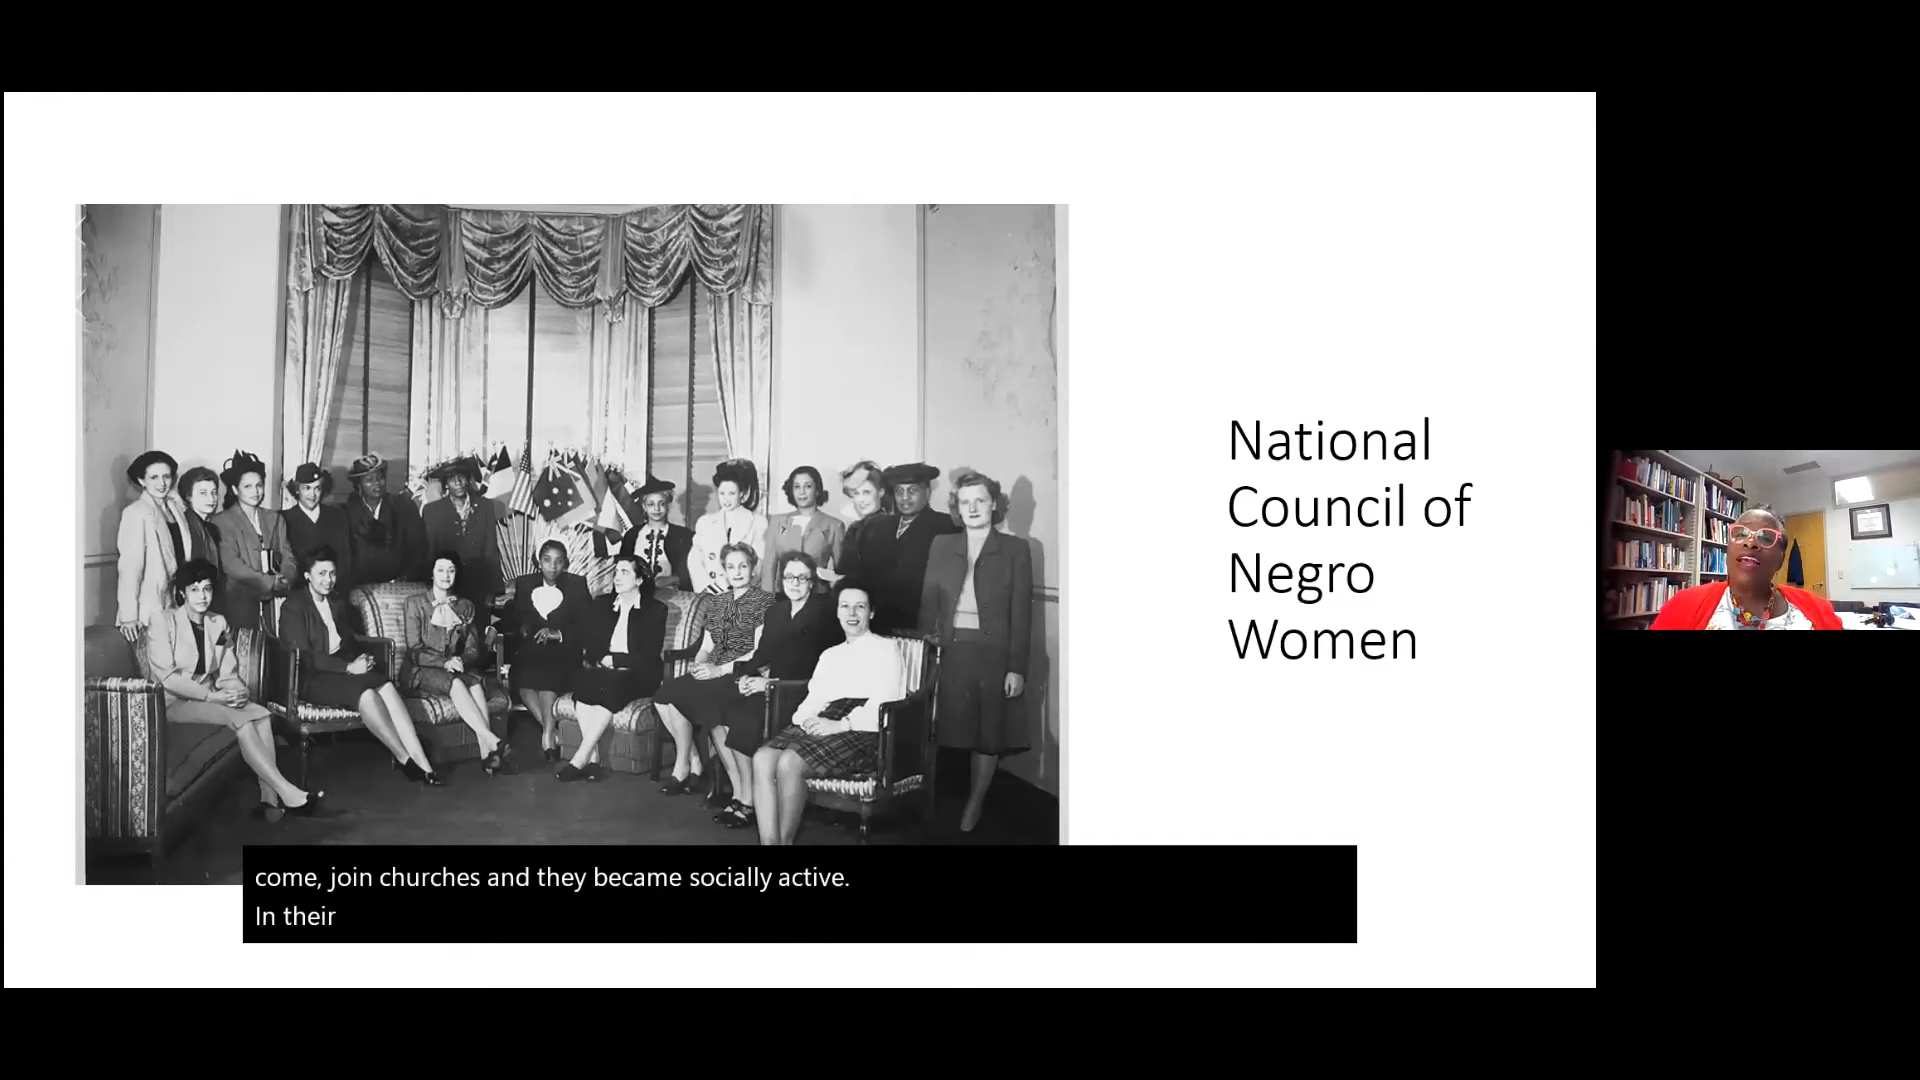 National
Council of
Negro
Women
come, join churches and they became socially active.
In their